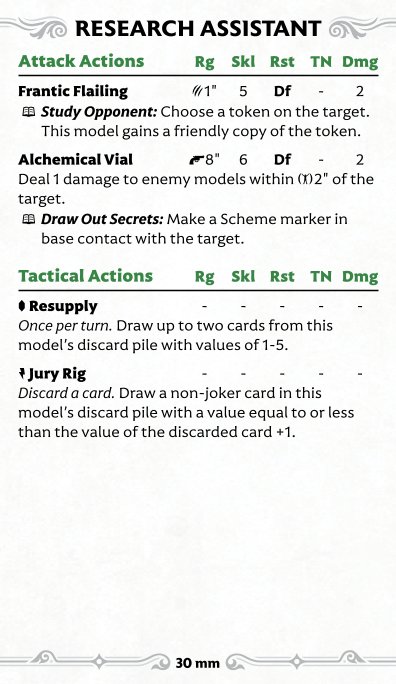 RESEARCH ASSISTANT
Attack Actions Rg Skl Rst TN Dmg
Frantic Flailing 1" 5 Df - 2
Study Opponent: Choose a token on the target.
This model gains a friendly copy of the token.
Alchemical Vial 8" 6 Df - 2
Deal 1 damage to enemy models within 2" of the
target.
Draw Out Secrets: Make a Scheme marker in
base contact with the target.
Tactical Actions Rg Skl Rst TN Dmg
Resupply - - - - -
Once per turn. Draw up to two cards from this
model's discard pile with values of 1-5.
Jury Rig - - - - -
Discard a card. Draw a non-joker card in this
model's discard pile with a value equal to or less
than the value of the discarded card +1.
30 mm